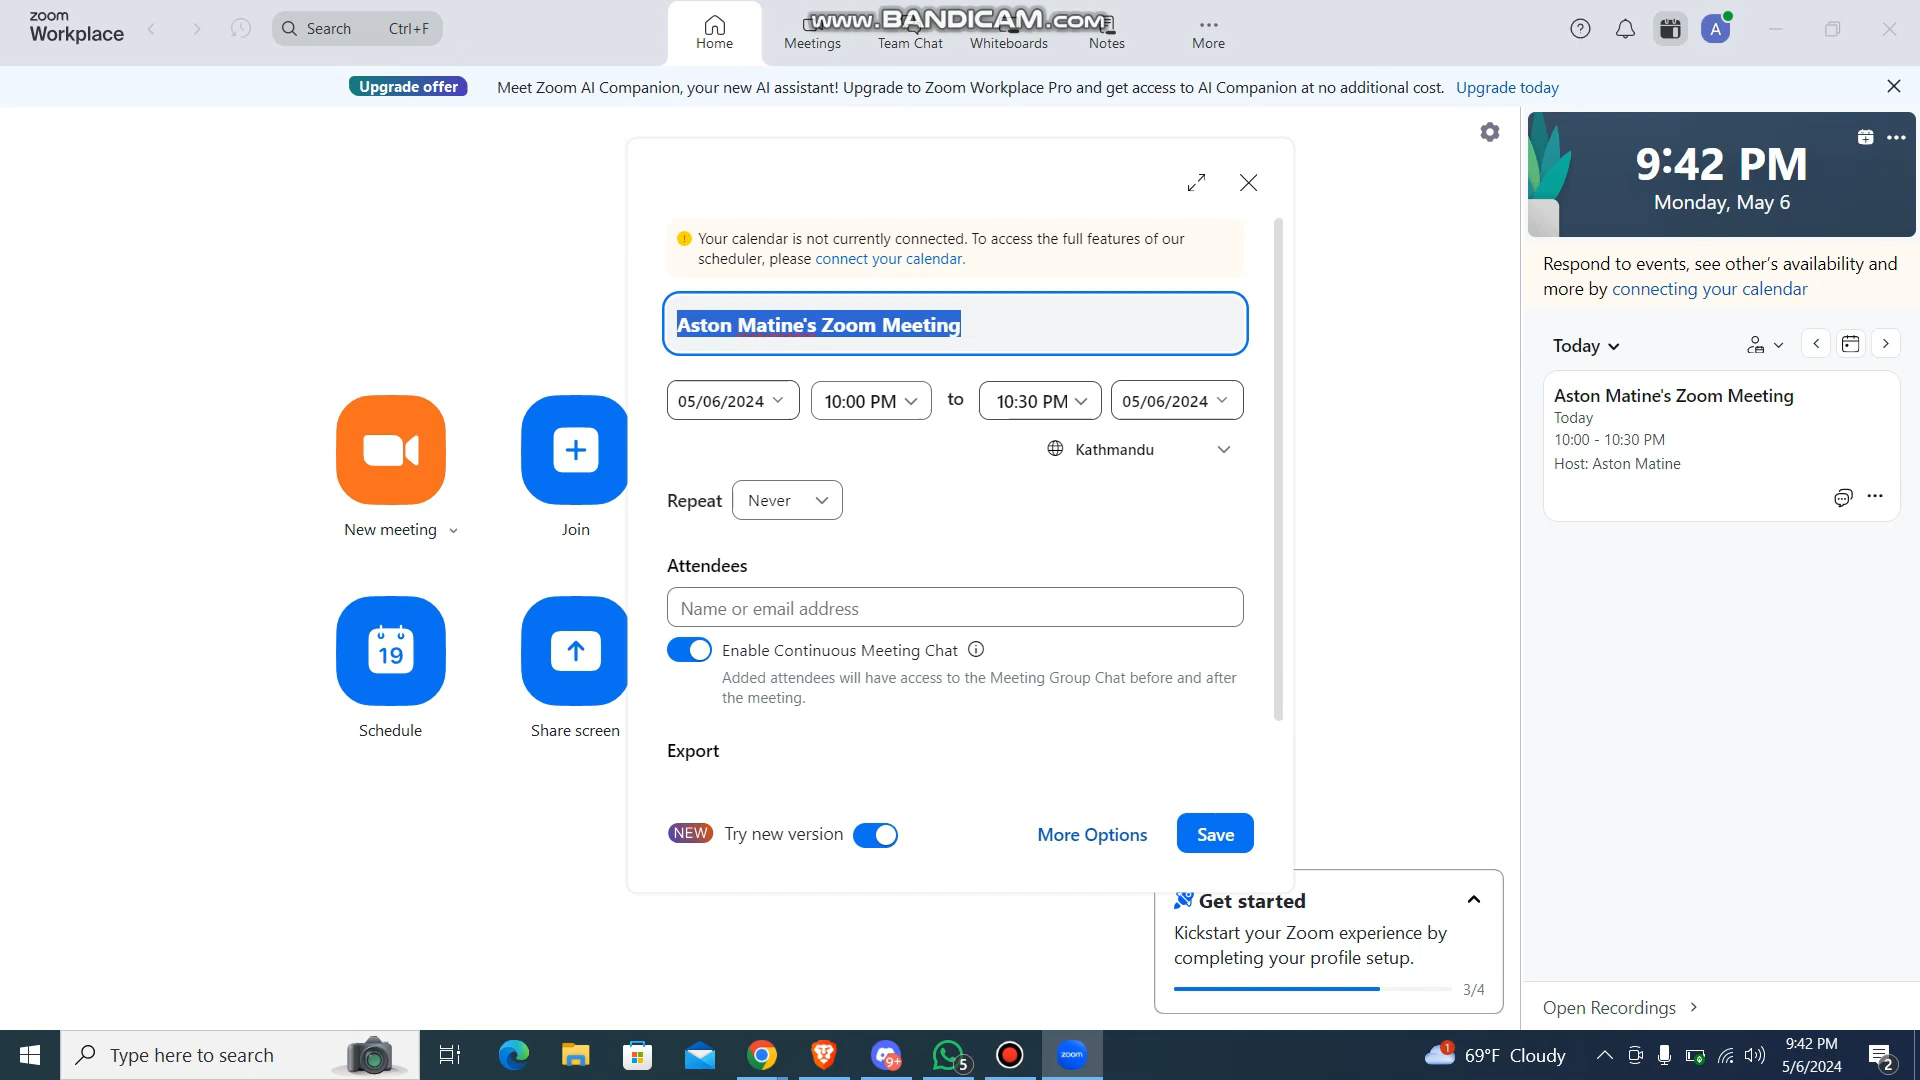 zoom
Workplace
Search Ctrl+F
Home
Meetings
Team Chat
Whiteboards
Notes
More
www.BANDICAM.com
A
Upgrade offer Meet Zoom AI Companion, your new AI assistant! Upgrade to Zoom Workplace Pro and get access to AI Companion at no additional cost. Upgrade today
New meeting
Join
19
Schedule
Share screen
Your calendar is not currently connected. To access the full features of our
scheduler, please connect your calendar.
Aston Matine's Zoom Meeting
05/06/2024 10:00 PM to 10:30 PM 05/06/2024
Kathmandu
Repeat Never
Attendees
Name or email address
Enable Continuous Meeting Chat
Added attendees will have access to the Meeting Group Chat before and after
the meeting.
Export
NEW Try new version More Options Save
Get started
Kickstart your Zoom experience by
completing your profile setup.
3/4
9:42 PM
Monday, May 6
Respond to events, see other's availability and
more by connecting your calendar
Today
Aston Matine's Zoom Meeting
Today
10:00 - 10:30 PM
Host: Aston Matine
Open Recordings
Type here to search
9+
5
zoom
1
69°F Cloudy
9:42 PM
5/6/2024
2